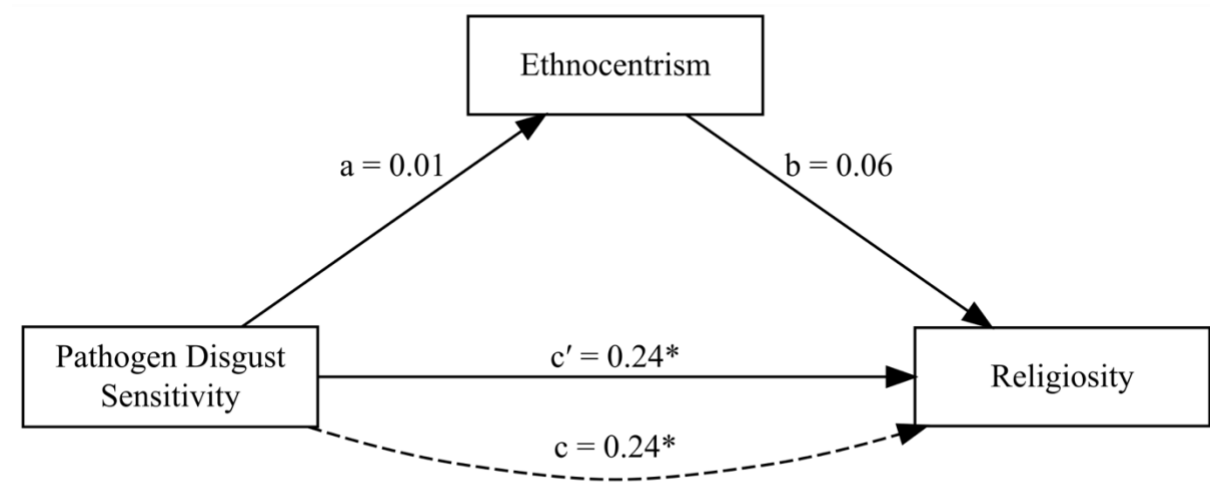 Ethnocentrism
a = 0.01
b = 0.06
Pathogen Disgust
Sensitivity
c′ = 0.24*
Religiosity
c = 0.24*